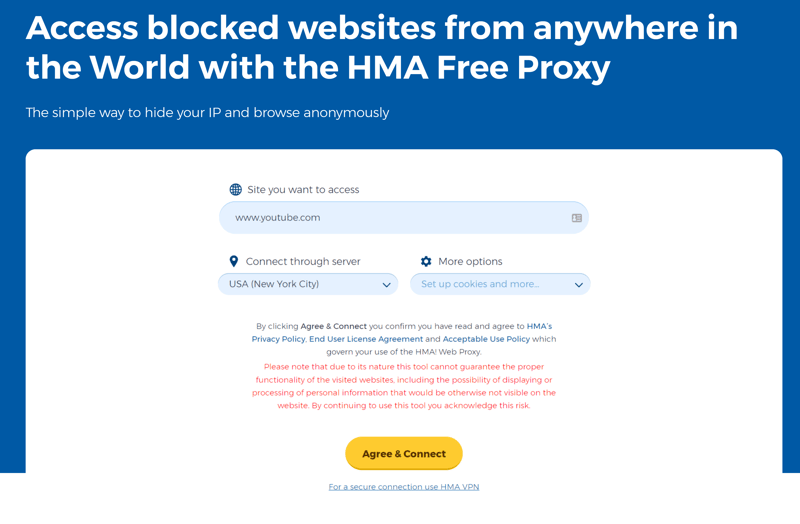 Access blocked websites from anywhere in
the World with the HMA Free Proxy
The simple way to hide your IP and browse anonymously
Site you want to access
www.youtube.com
Connect through server
More options
USA (New York City)
Set up cookies and more...
By clicking Agree & Connect you confirm you have read and agree to HMA's
Privacy Policy, End User License Agreement and Acceptable Use Policy which
govern your use of the HMA! Web Proxy.
Please note that due to its nature this tool cannot guarantee the proper
functionality of the visited websites, including the possibility of displaying or
processing of personal information that would be otherwise not visible on the
website. By continuing to use this tool you acknowledge this risk.
Agree & Connect
For a secure connection use HMA VPN